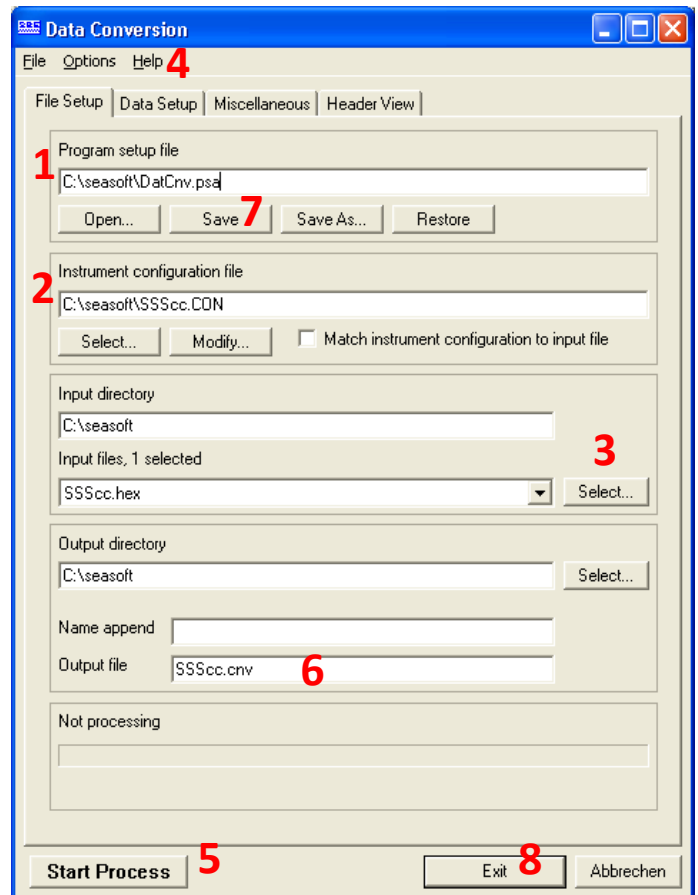 SBE Data Conversion
File Options Help 4
File Setup Data Setup Miscellaneous Header View
Program setup file
1
C:\seasoft\DatCnv.psa
Open... Save 7 Save As... Restore
Instrument configuration file
2
C:\seasoft\SSScc.CON
Select... Modify... Match instrument configuration to input file
Input directory
C:\seasoft
Input files, 1 selected
3
SSScc.hex Select...
Output directory
C:\seasoft Select...
Name append
Output file SSScc.cnv 6
Not processing
Start Process 5 Exit 8 Abbrechen